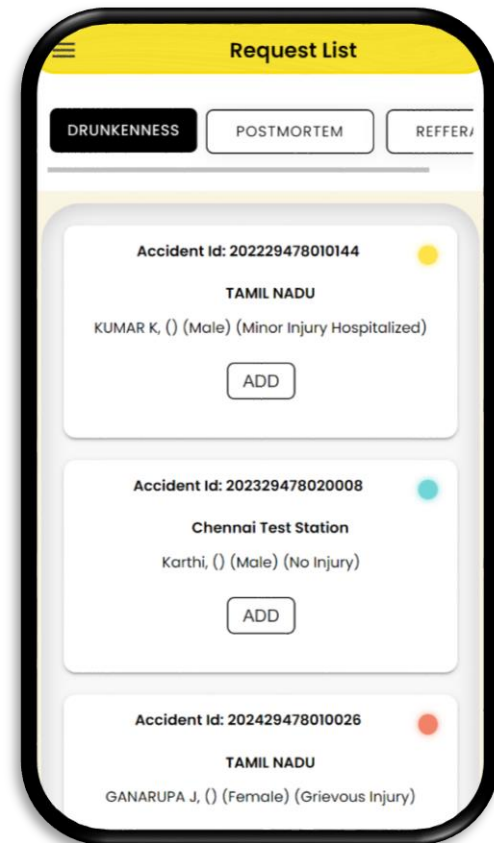 Request List
DRUNKENNESS
POSTMORTEM
REFFERA
Accident Id: 202229478010144
TAMIL NADU
KUMAR K, () (Male) (Minor Injury Hospitalized)
ADD
Accident Id: 202329478020008
Chennai Test Station
Karthi, () (Male) (No Injury)
ADD
Accident Id: 202429478010026
TAMIL NADU
GANARUPA J, () (Female) (Grievous Injury)